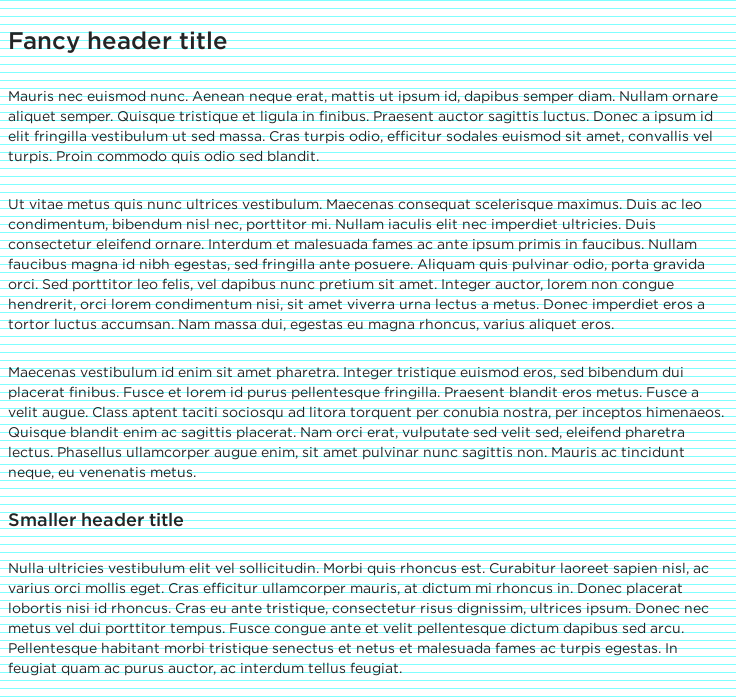 Fancy header title
Mauris nec euismod nunc. Aenean neque erat, mattis ut ipsum id, dapibus semper diam. Nullam ornare
aliquet semper. Quisque tristique et ligula in finibus. Praesent auctor sagittis luctus. Donec a ipsum id
elit fringilla vestibulum ut sed massa. Cras turpis odio, efficitur sodales euismod sit amet, convallis vel
turpis. Proin commodo quis odio sed blandit.
Ut vitae metus quis nunc ultrices vestibulum. Maecenas consequat scelerisque maximus. Duis ac leo
condimentum, bibendum nisl nec, porttitor mi. Nullam iaculis elit nec imperdiet ultricies. Duis
consectetur eleifend ornare. Interdum et malesuada fames ac ante ipsum primis in faucibus. Nullam
faucibus magna id nibh egestas, sed fringilla ante posuere. Aliquam quis pulvinar odio, porta gravida
orci. Sed porttitor leo felis, vel dapibus nunc pretium sit amet. Integer auctor, lorem non congue
hendrerit, orci lorem condimentum nisi, sit amet viverra urna lectus a metus. Donec imperdiet eros a
tortor luctus accumsan. Nam massa dui, egestas eu magna rhoncus, varius aliquet eros.
Maecenas vestibulum id enim sit amet pharetra. Integer tristique euismod eros, sed bibendum dui
placerat finibus. Fusce et lorem id purus pellentesque fringilla. Praesent blandit eros metus. Fusce a
velit augue. Class aptent taciti sociosqu ad litora torquent per conubia nostra, per inceptos himenaeos.
Quisque blandit enim ac sagittis placerat. Nam orci erat, vulputate sed velit sed, eleifend pharetra
lectus. Phasellus ullamcorper augue enim, sit amet pulvinar nunc sagittis non. Mauris ac tincidunt
neque, eu venenatis metus.
Smaller header title
Nulla ultricies vestibulum elit vel sollicitudin. Morbi quis rhoncus est. Curabitur laoreet sapien nisl, ac
varius orci mollis eget. Cras efficitur ullamcorper mauris, at dictum mi rhoncus in. Donec placerat
lobortis nisi id rhoncus. Cras eu ante tristique, consectetur risus dignissim, ultrices ipsum. Donec nec
metus vel dui porttitor tempus. Fusce congue ante et velit pellentesque dictum dapibus sed arcu.
Pellentesque habitant morbi tristique senectus et netus et malesuada fames ac turpis egestas. In
feugiat quam ac purus auctor, ac interdum tellus feugiat.